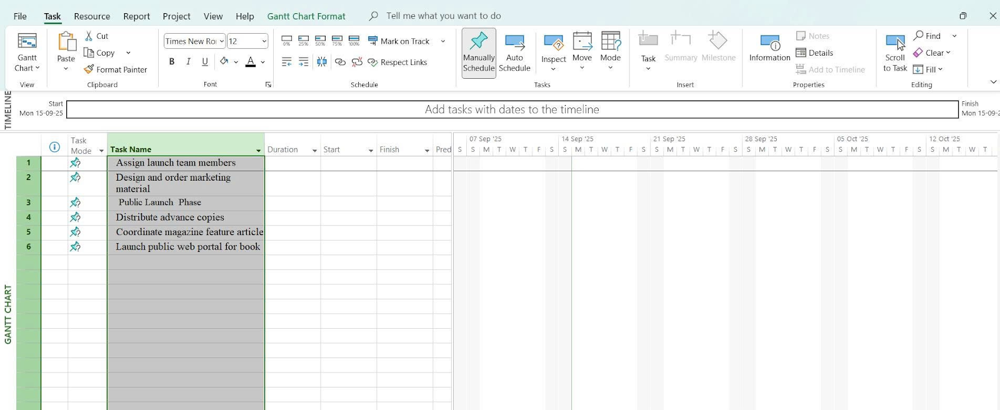 File Task Resource Report Project View Help Gantt Chart Format Tell me what you want to do
Gantt Chart
View
Paste
Cut
Copy
Format Painter
Clipboard
Times New Ro 12
B I U A
Font
0% 25% 50% 75% 100%
Mark on Track
Respect Links
Schedule
Manually Schedule
Auto Schedule
Inspect
Move
Mode
Tasks
Task
Summary
Milestone
Insert
Information
Notes
Details
Add to Timeline
Properties
Scroll to Task
Find
Clear
Fill
Editing
TIMELINE
Start
Mon 15-09-25
Add tasks with dates to the timeline
Finish
Mon 15-09-2
Task Mode
Task Name
Duration
Start
Finish
Pred
07 Sep '25 14 Sep '25 21 Sep '25 28 Sep '25 05 Oct '25 12 Oct '25
S S M T W T F S S M T W T F S S M T W T F S S M T W T F S S M T W T F S S M T W T
1 Assign launch team members
2 Design and order marketing
material
3 Public Launch Phase
4 Distribute advance copies
5 Coordinate magazine feature article
6 Launch public web portal for book
GANTT CHART